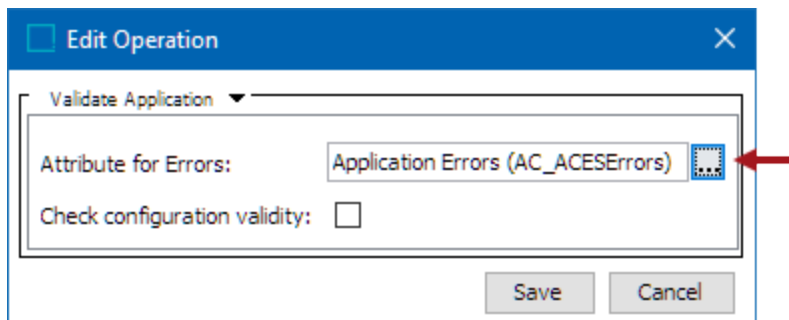 Edit Operation
Validate Application
Attribute for Errors: Application Errors (AC_ACESErrors) ...
Check configuration validity:
Save Cancel